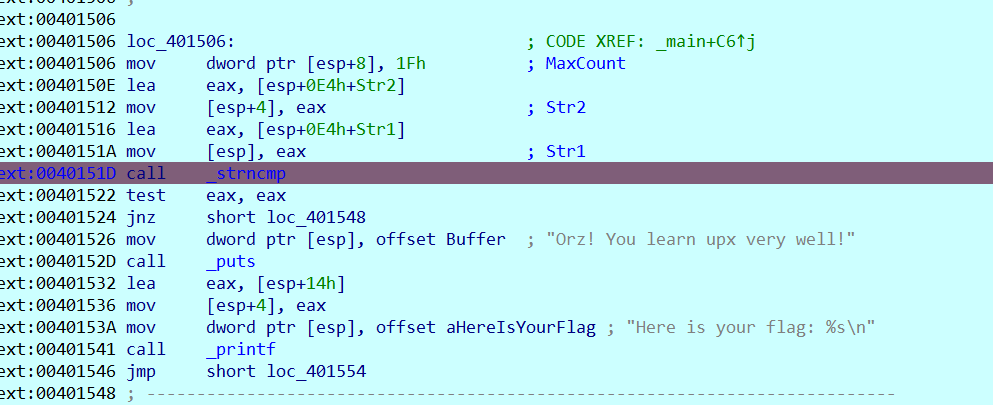 ext:00401506 ;
ext:00401506
ext:00401506 loc_401506: ; CODE XREF: _main+C6↑j
ext:00401506 mov dword ptr [esp+8], 1Fh ; MaxCount
ext:0040150E lea eax, [esp+0E4h+Str2]
ext:00401512 mov [esp+4], eax ; Str2
ext:00401516 lea eax, [esp+0E4h+Str1]
ext:0040151A mov [esp], eax ; Str1
ext:0040151D call _strncmp
ext:00401522 test eax, eax
ext:00401524 jnz short loc_401548
ext:00401526 mov dword ptr [esp], offset Buffer ; "Orz! You learn upx very well!"
ext:0040152D call _puts
ext:00401532 lea eax, [esp+14h]
ext:00401536 mov [esp+4], eax
ext:0040153A mov dword ptr [esp], offset aHereIsYourFlag ; "Here is your flag: %s\n"
ext:00401541 call _printf
ext:00401546 jmp short loc_401554
ext:00401548 ; ---------------------------------------------------------------------------